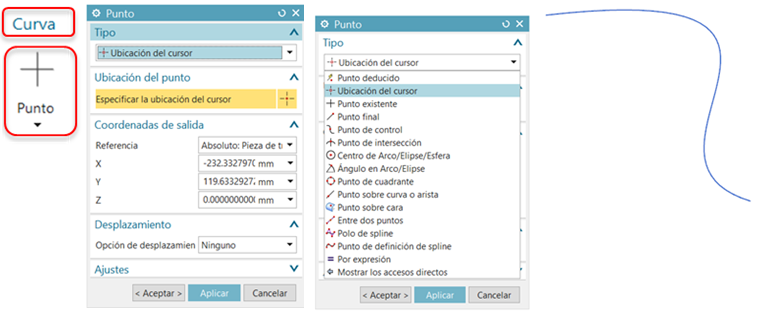 Curva
Punto
Punto
Tipo
Ubicación del cursor
Ubicación del punto
Especificar la ubicación del cursor
Coordenadas de salida
Referencia Absoluto: Pieza de tr
X -232.3327970 mm
Y 119.6332927 mm
Z 0.000000000 mm
Desplazamiento
Opción de desplazamien Ninguno
Ajustes
< Aceptar > Aplicar Cancelar
Punto
Tipo
Ubicación del cursor
Punto deducido
Ubicación del cursor
Punto existente
Punto final
Punto de control
Punto de intersección
Centro de Arco/Elipse/Esfera
Ángulo en Arco/Elipse
Punto de cuadrante
Punto sobre curva o arista
Punto sobre cara
Entre dos puntos
Polo de spline
Punto de definición de spline
Por expresión
Mostrar los accesos directos
< Aceptar > Aplicar Cancelar